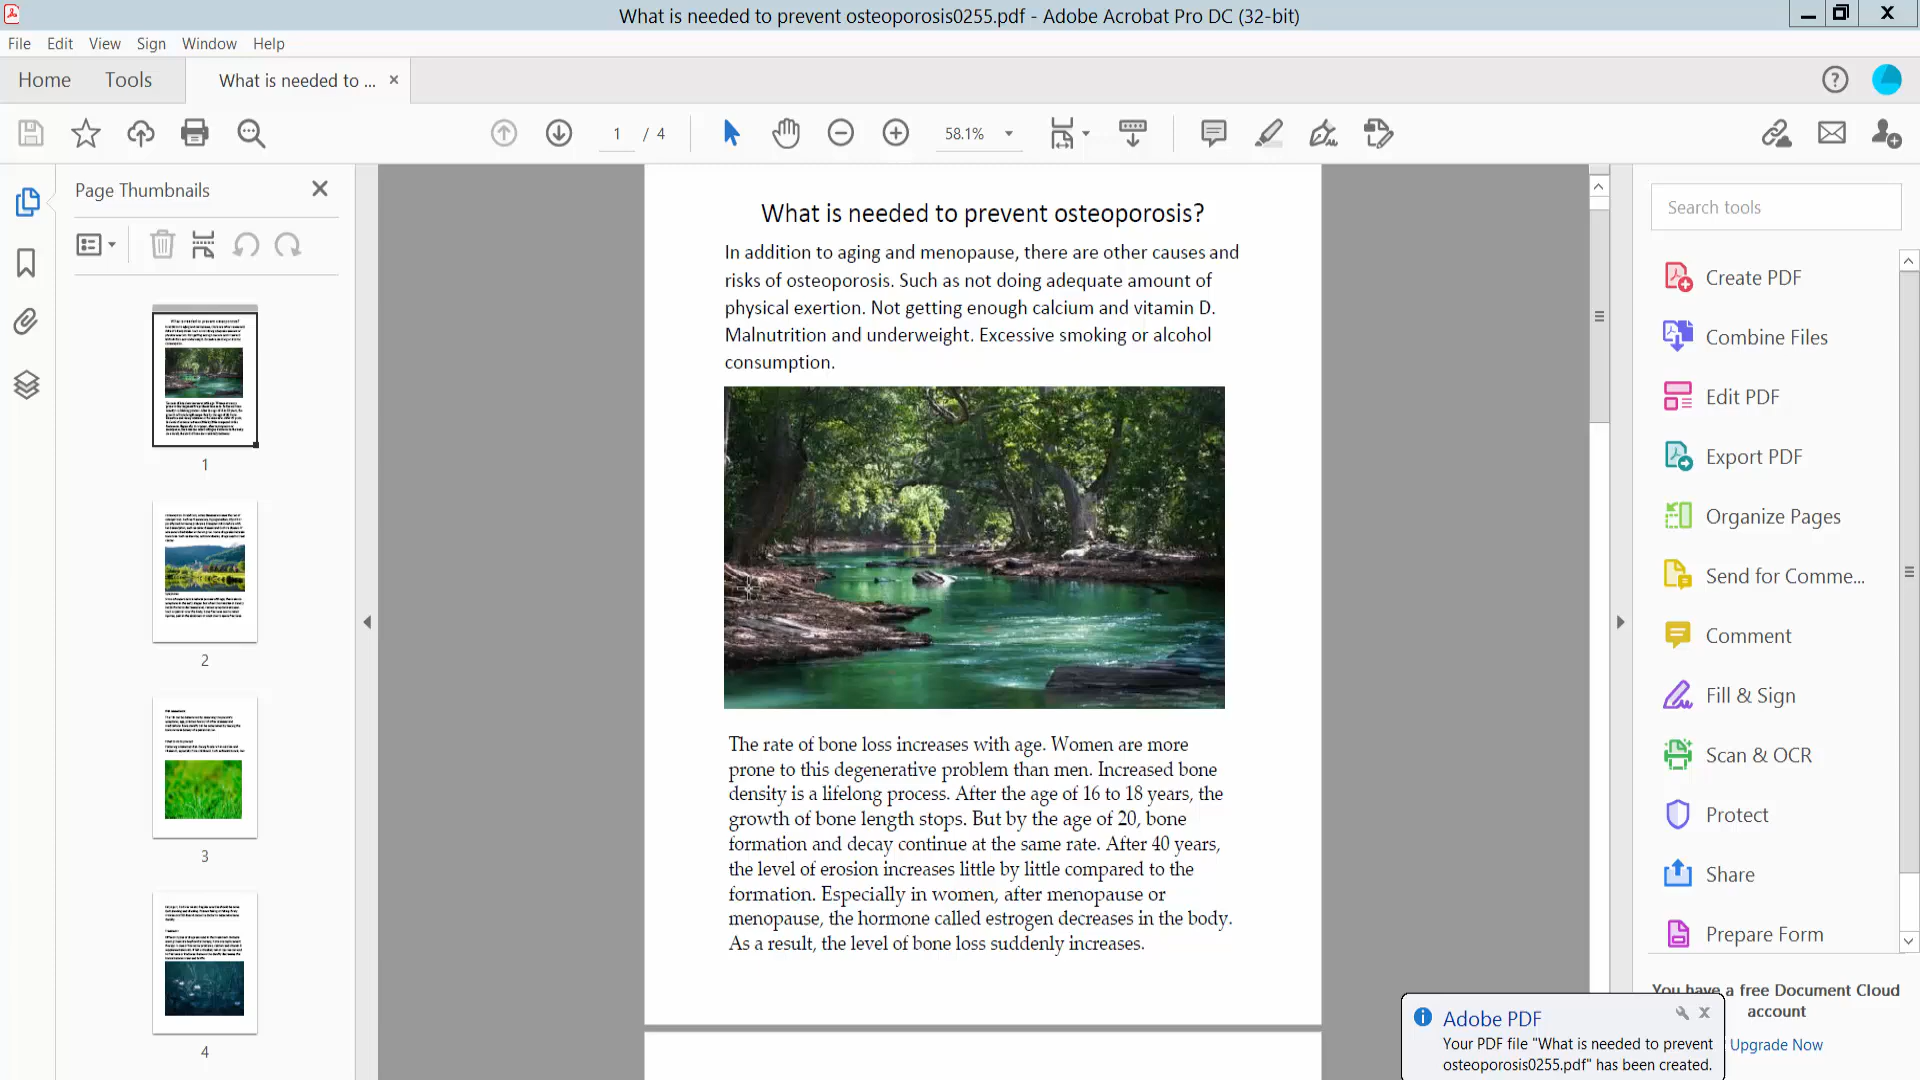 What is needed to prevent osteoporosis0255.pdf - Adobe Acrobat Pro DC (32-bit)
File Edit View Sign Window Help
Home Tools What is needed to ...
1 / 4 58.1%
Page Thumbnails
1
2
3
4
What is needed to prevent osteoporosis?
In addition to aging and menopause, there are other causes and
risks of osteoporosis. Such as not doing adequate amount of
physical exertion. Not getting enough calcium and vitamin D.
Malnutrition and underweight. Excessive smoking or alcohol
consumption.
The rate of bone loss increases with age. Women are more
prone to this degenerative problem than men. Increased bone
density is a lifelong process. After the age of 16 to 18 years, the
growth of bone length stops. But by the age of 20, bone
formation and decay continue at the same rate. After 40 years,
the level of erosion increases little by little compared to the
formation. Especially in women, after menopause or
menopause, the hormone called estrogen decreases in the body.
As a result, the level of bone loss suddenly increases.
Search tools
Create PDF
Combine Files
Edit PDF
Export PDF
Organize Pages
Send for Comme...
Comment
Fill & Sign
Scan & OCR
Protect
Share
Prepare Form
You have a free Document Cloud
account
Upgrade Now
Adobe PDF
Your PDF file "What is needed to prevent
osteoporosis0255.pdf" has been created.